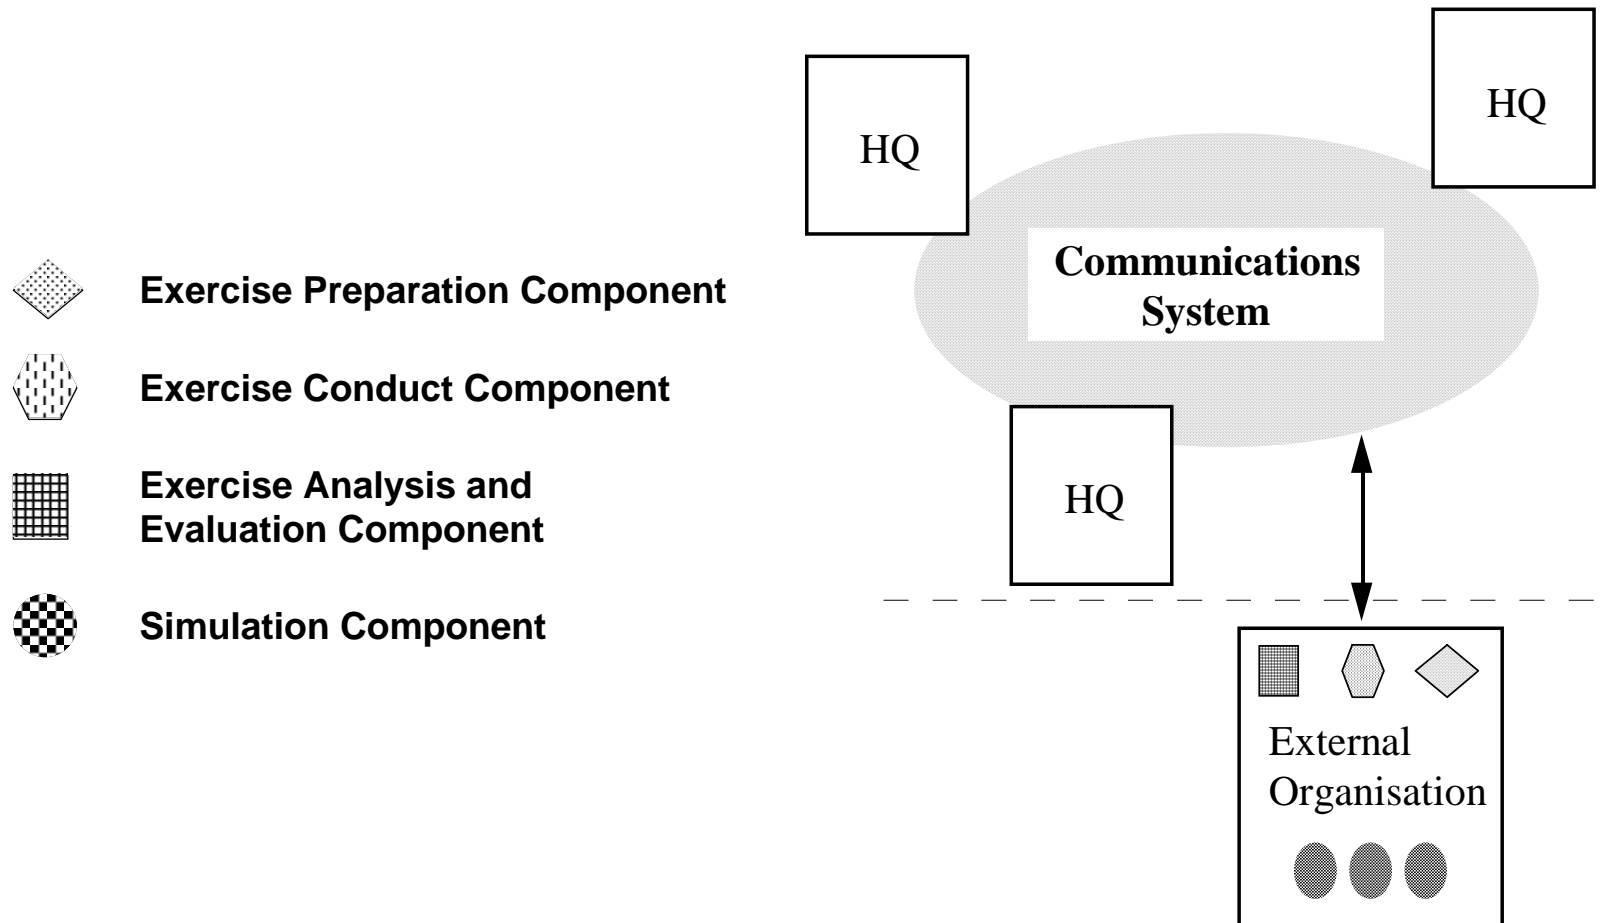 HQ
HQ
Communications
System
Exercise Preparation Component
Exercise Conduct Component
Exercise Analysis and
Evaluation Component
HQ
Simulation Component
External
Organisation